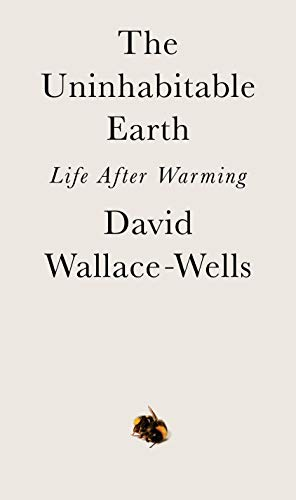 The
Uninhabitable
Earth
Life After Warming
David
Wallace-Wells